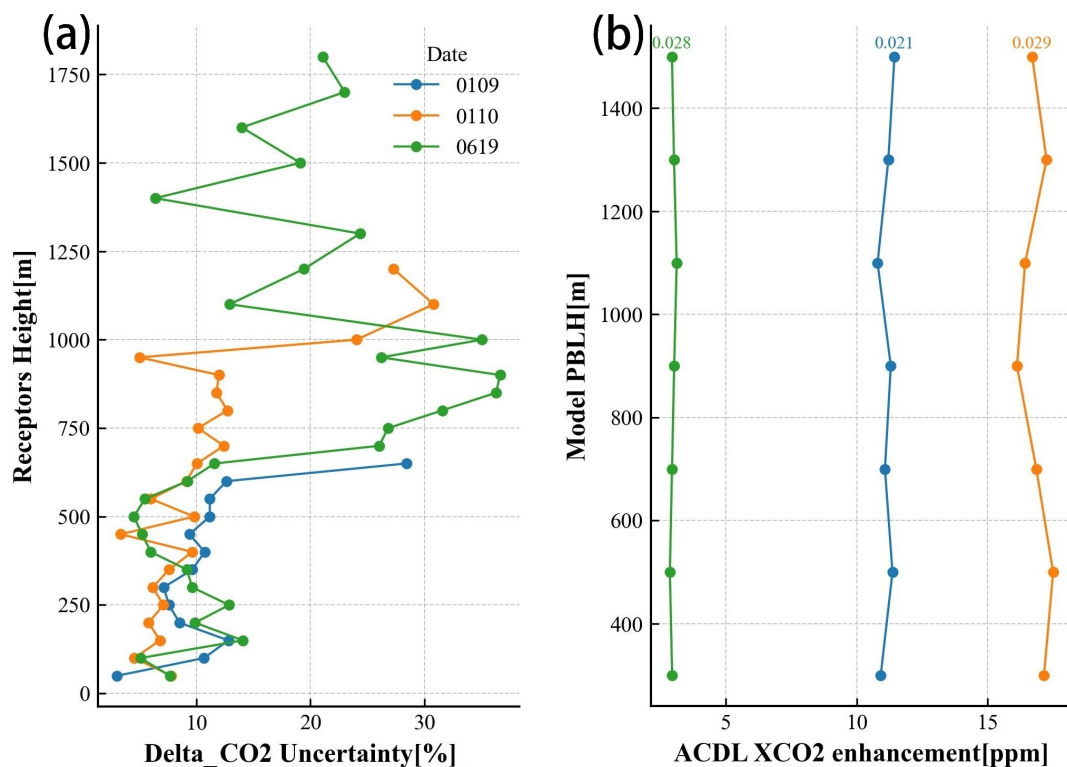 (a)
Date
0109
0110
0619
1750
1500
1250
1000
750
500
250
0
Receptors Height[m]
10 20 30
Delta_CO2 Uncertainty[%]
(b)
0.028 0.021 0.029
1400
1200
1000
800
600
400
Model PBLH[m]
5 10 15
ACDL XCO2 enhancement[ppm]